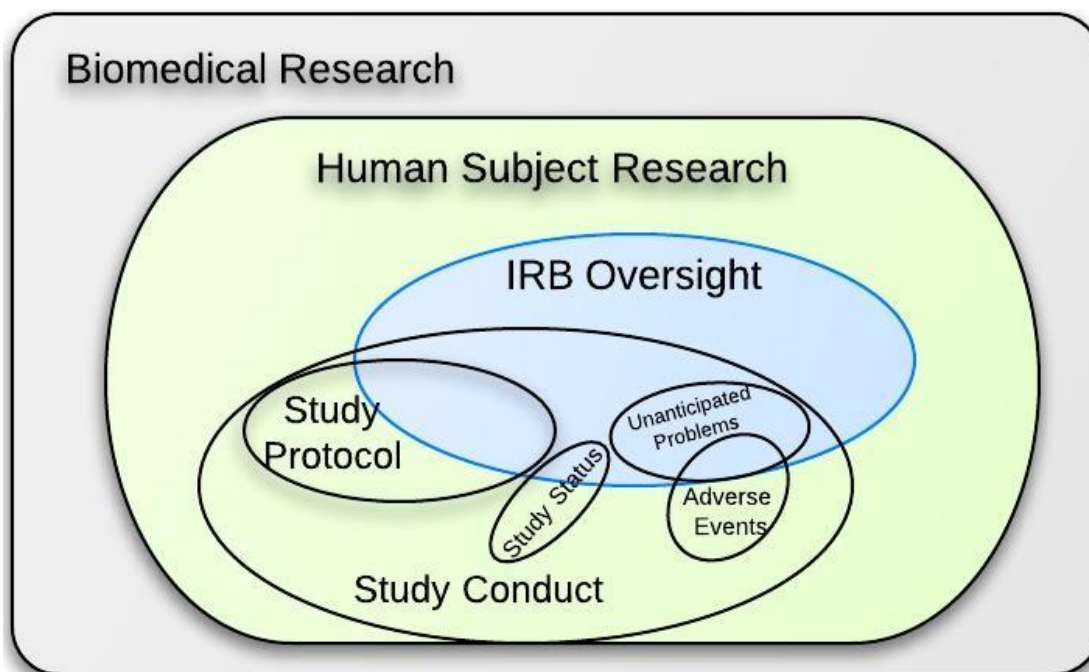 Biomedical Research
Human Subject Research
IRB Oversight
Study
Protocol
Unanticipated
Problems
Study Status
Adverse
Events
Study Conduct